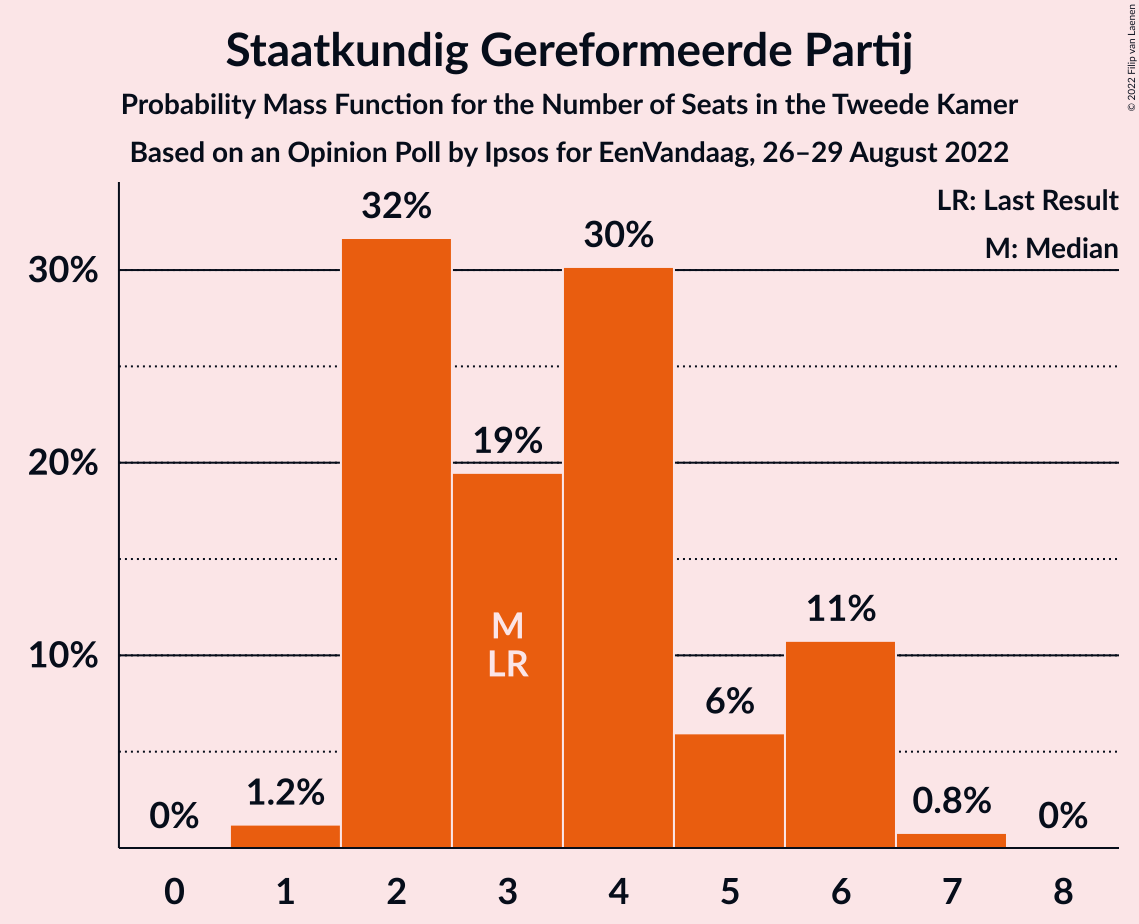 Staatkundig Gereformeerde Partij
Probability Mass Function for the Number of Seats in the Tweede Kamer
Based on an Opinion Poll by Ipsos for EenVandaag, 26–29 August 2022
© 2022 Filip van Laenen
LR: Last Result
M: Median
32%
30%
30%
19%
20%
M
LR
11%
10%
6%
1.2%
0.8%
0%
0%
0 1 2 3 4 5 6 7 8